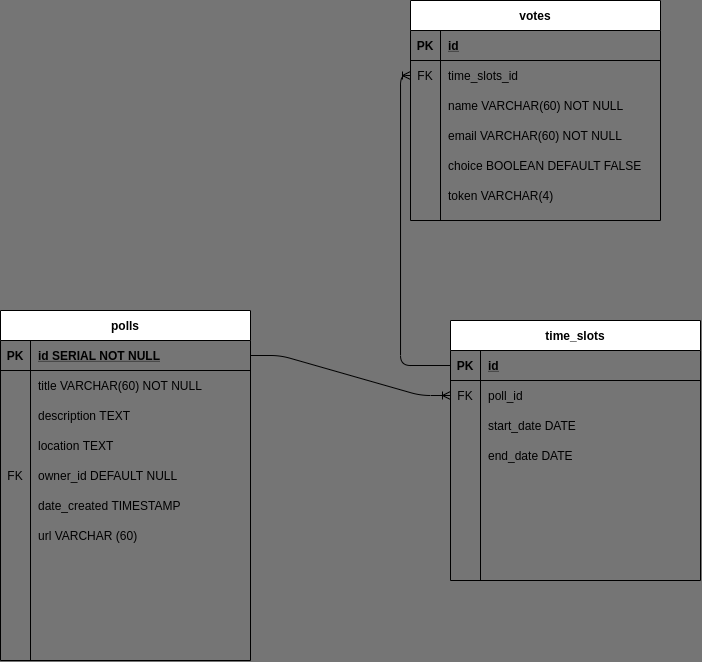 votes
PK id
FK time_slots_id
name VARCHAR(60) NOT NULL
email VARCHAR(60) NOT NULL
choice BOOLEAN DEFAULT FALSE
token VARCHAR(4)
polls
PK id SERIAL NOT NULL
title VARCHAR(60) NOT NULL
description TEXT
location TEXT
FK owner_id DEFAULT NULL
date_created TIMESTAMP
url VARCHAR (60)
time_slots
PK id
FK poll_id
start_date DATE
end_date DATE